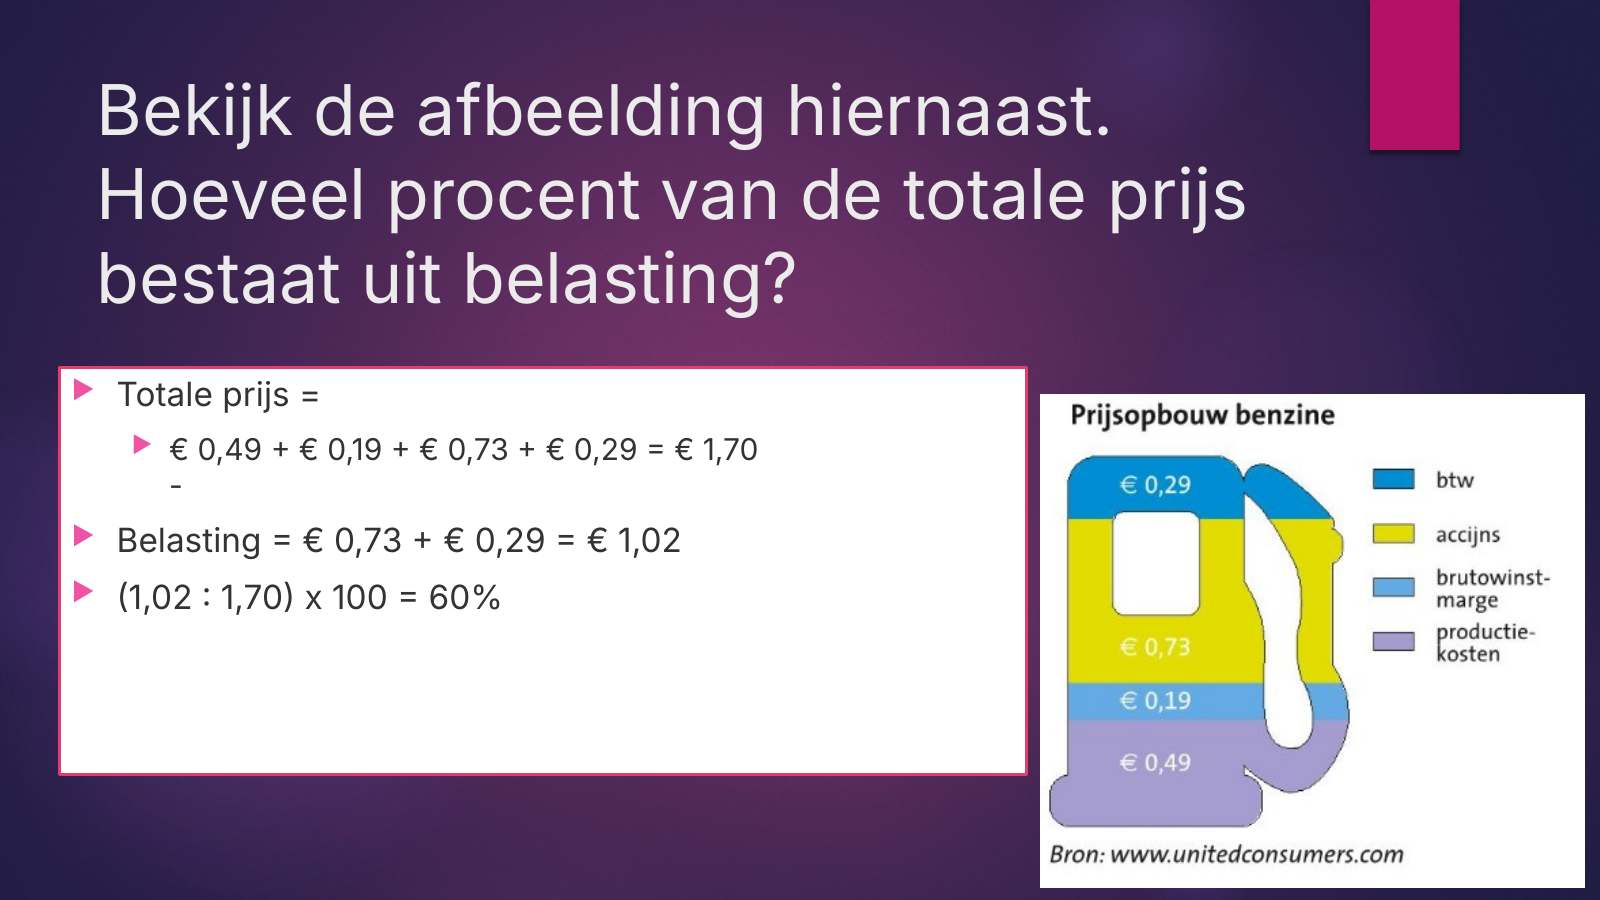 Bekijk de afbeelding hiernaast.
Hoeveel procent van de totale prijs
bestaat uit belasting?
Totale prijs =
€ 0,49 + € 0,19 + € 0,73 + € 0,29 = € 1,70
-
Belasting = € 0,73 + € 0,29 = € 1,02
(1,02 : 1,70) x 100 = 60%
Prijsopbouw benzine
€ 0,29
€ 0,73
€ 0,19
€ 0,49
btw
accijns
brutowinst-
marge
productie-
kosten
Bron: www.unitedconsumers.com